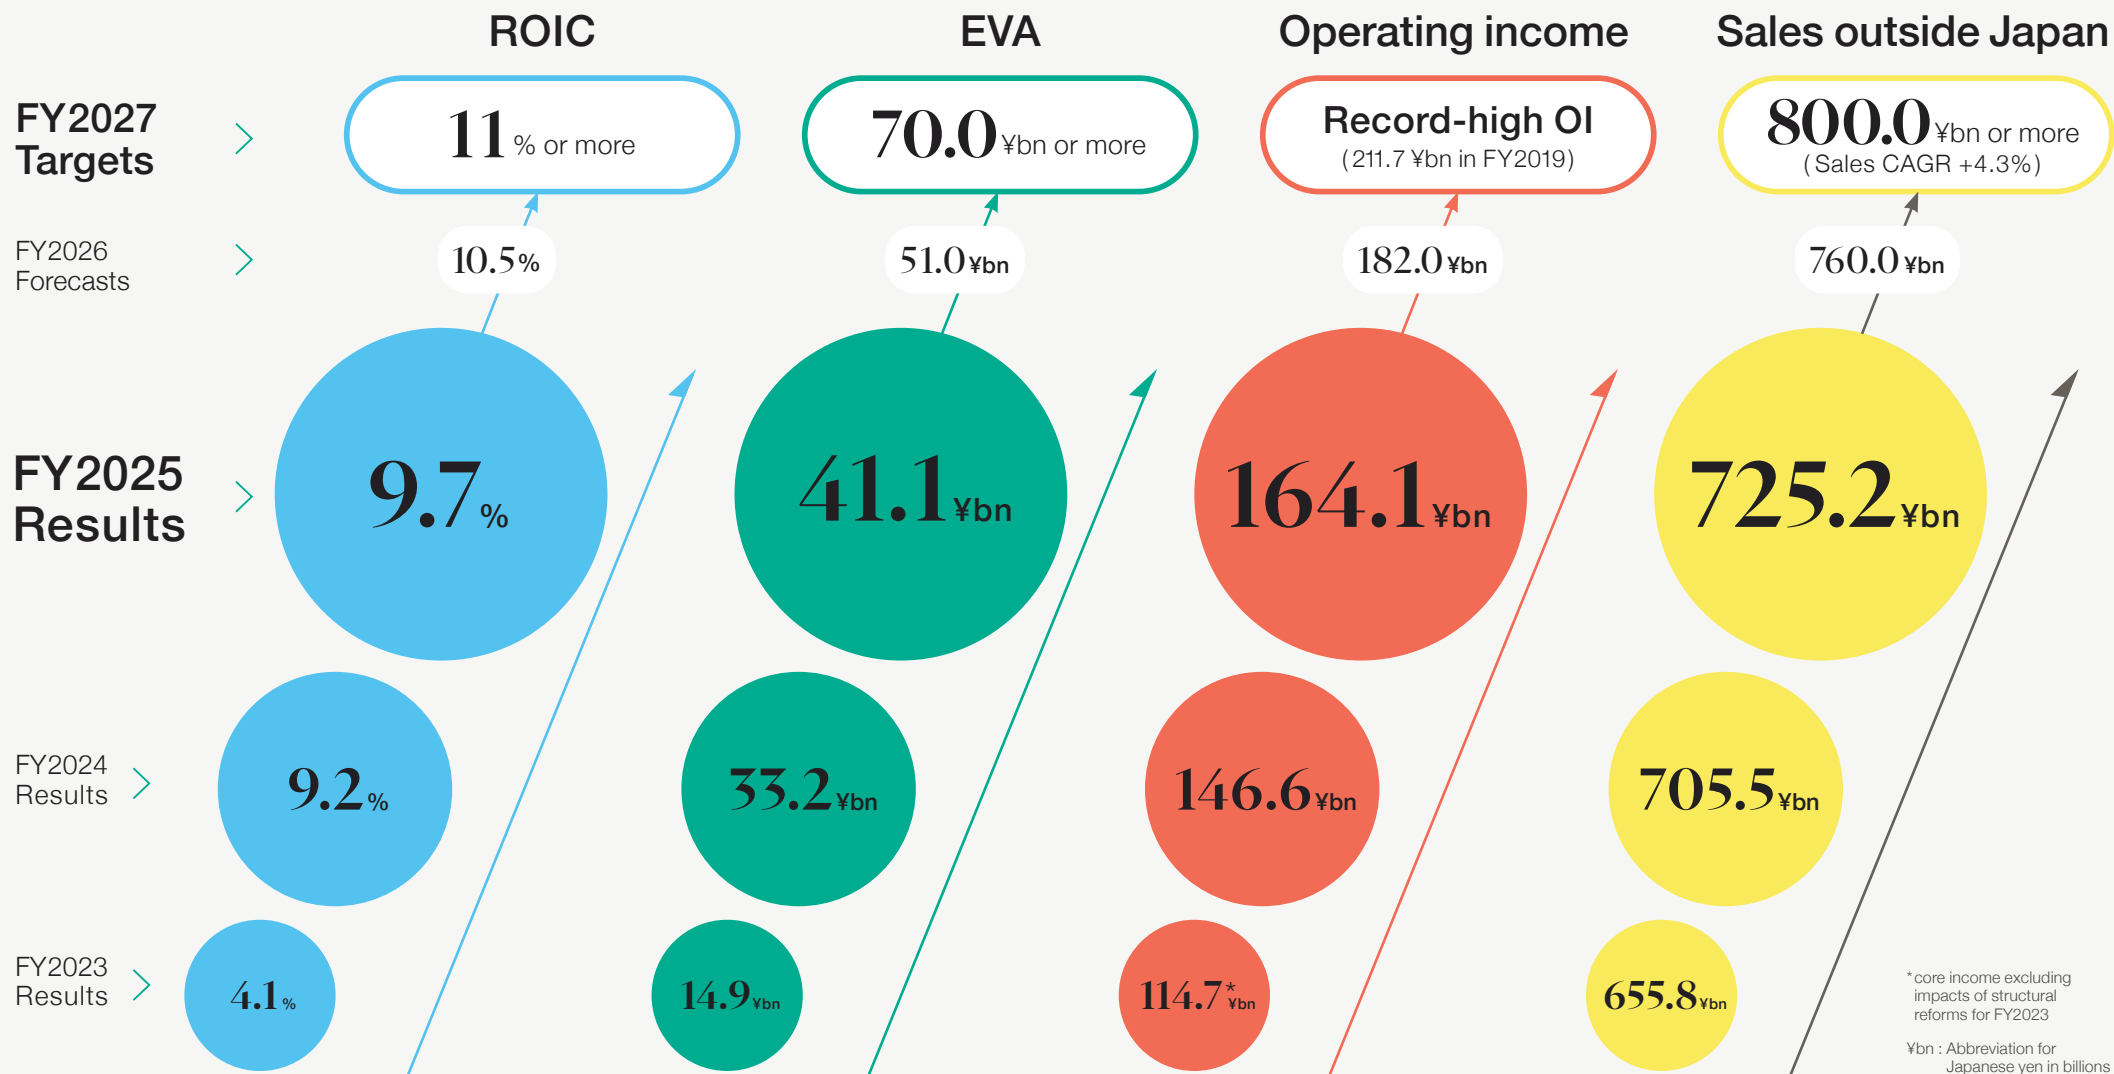 ROIC EVA Operating income Sales outside Japan
FY2027
Targets
11 % or more
70.0 ¥bn or more
Record-high OI
(211.7 ¥bn in FY2019)
800.0 ¥bn or more
(Sales CAGR +4.3%)
FY2026
Forecasts
10.5%
51.0 ¥bn
182.0 ¥bn
760.0 ¥bn
FY2025
Results
9.7%
41.1 ¥bn
164.1 ¥bn
725.2 ¥bn
FY2024
Results
9.2%
33.2 ¥bn
146.6 ¥bn
705.5 ¥bn
FY2023
Results
4.1%
14.9 ¥bn
114.7* ¥bn
655.8 ¥bn
* core income excluding
impacts of structural
reforms for FY2023
¥bn : Abbreviation for
Japanese yen in billions